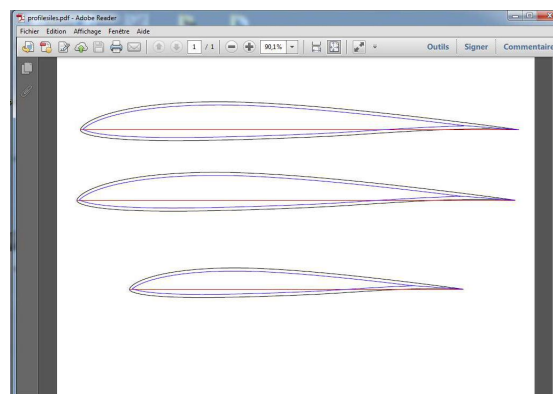 profilesiles.pdf - Adobe Reader
Fichier Edition Affichage Fenêtre Aide
1 / 1 90,1% Outils Signer Commentaire